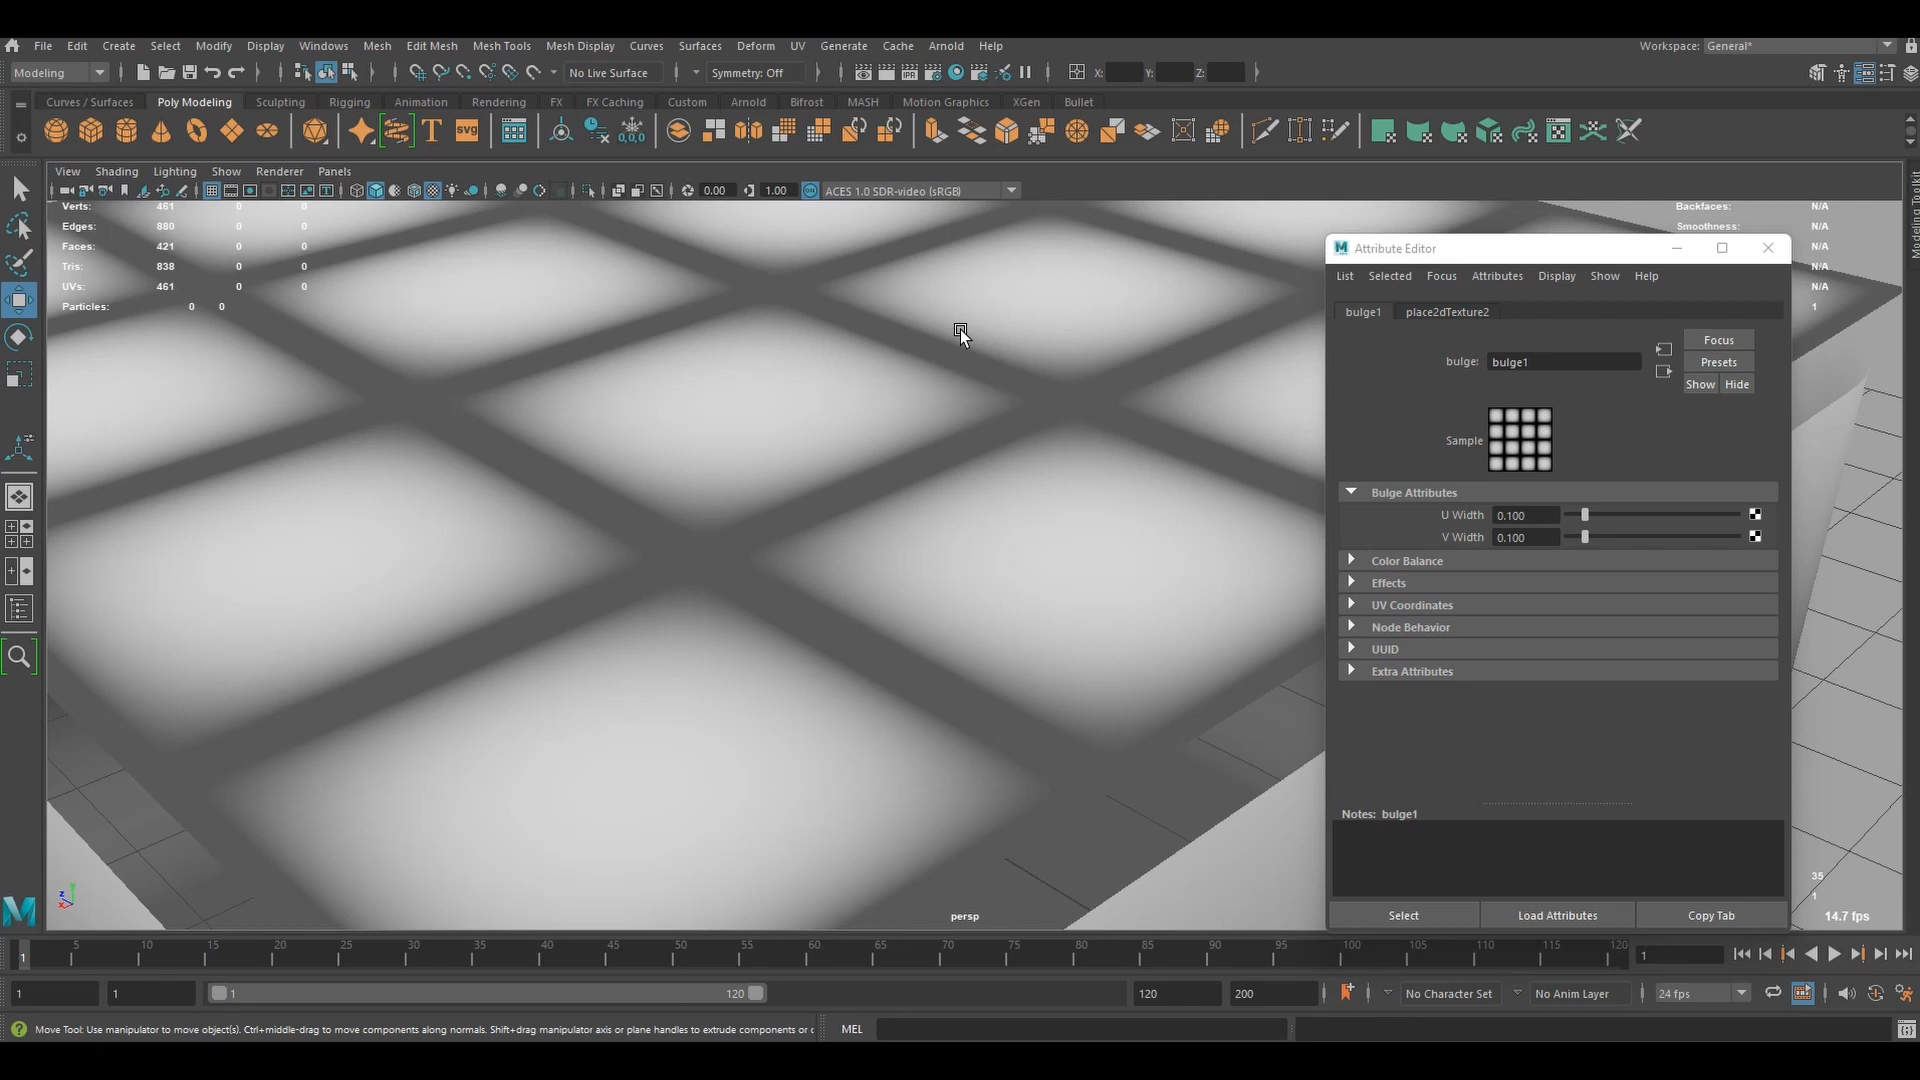 File Edit Create Select Modify Display Windows Mesh Edit Mesh Mesh Tools Mesh Display Curves Surfaces Deform UV Generate Cache Arnold Help Workspace: General*
Modeling No Live Surface Symmetry: Off X: Y: Z:
Curves / Surfaces Poly Modeling Sculpting Rigging Animation Rendering FX FX Caching Custom Arnold Bifrost MASH Motion Graphics XGen Bullet
T svg 0,0,0
View Shading Lighting Show Renderer Panels
0.00 1.00 ACES 1.0 SDR-video (sRGB)
Verts: 461 0 0
Edges: 880 0 0
Faces: 421 0 0
Tris: 838 0 0
UVs: 461 0 0
Particles: 0 0
Backfaces: N/A
Smoothness: N/A
N/A
N/A
N/A
1
Modeling Toolkit
Attribute Editor
List Selected Focus Attributes Display Show Help
bulge1 place2dTexture2
bulge: bulge1
Focus
Presets
Show Hide
Sample
Bulge Attributes
U Width 0.100
V Width 0.100
Color Balance
Effects
UV Coordinates
Node Behavior
UUID
Extra Attributes
Notes: bulge1
Select Load Attributes Copy Tab
35
1
14.7 fps
persp
1 5 10 15 20 25 30 35 40 45 50 55 60 65 70 75 80 85 90 95 100 105 110 115 120 1
1 1 1 120 120 200 No Character Set No Anim Layer 24 fps
Move Tool: Use manipulator to move object(s). Ctrl+middle-drag to move components along normals. Shift+drag manipulator axis or plane handles to extrude components or c MEL